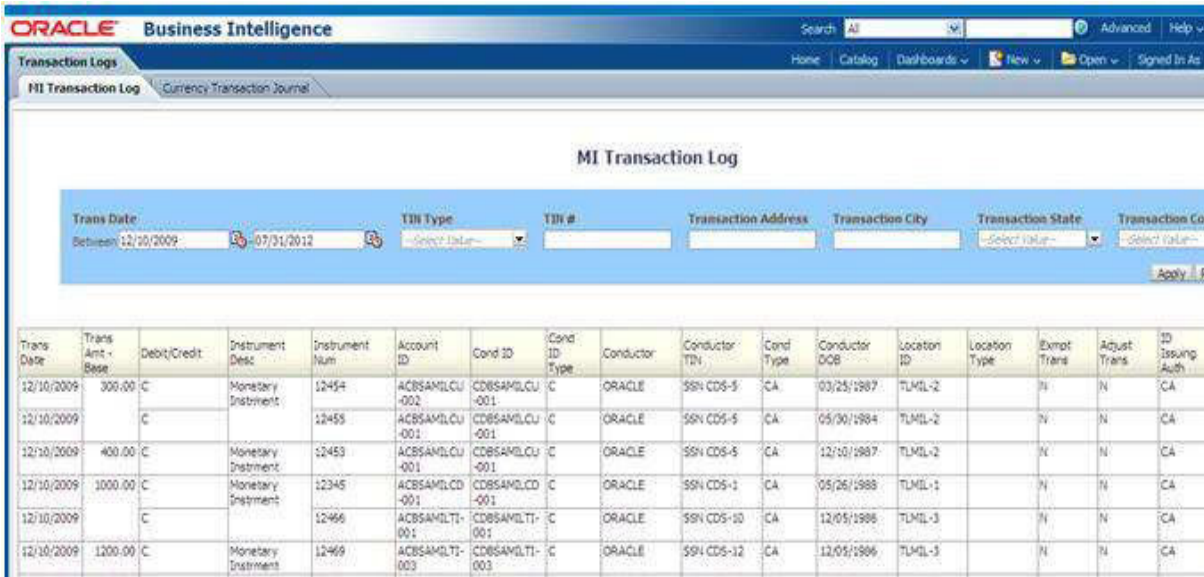 ORACLE Business Intelligence Search All Advanced Help
Transaction Logs Home Catalog Dashboards New Open Signed In As
MI Transaction Log Currency Transaction Journal
MI Transaction Log
Trans Date TIN Type TIN # Transaction Address Transaction City Transaction State Transaction Co
Between 12/10/2009 - 07/31/2012 --Select Value-- --Select Value-- --Select Value--
Apply
Trans Date Trans Amt - Base Debit/Credit Instrument Desc Instrument Num Account ID Cond ID Cond ID Type Conductor Conductor TIN Cond Type Conductor DOB Location ID Location Type Exmpt Trans Adjust Trans ID Issuing Auth
12/10/2009 300.00 C Monetary Instrment 12454 ACBSAMILCU-002 CDBSAMILCU-001 C ORACLE SSN CDS-5 CA 03/25/1987 TLMIL-2 N N CA
12/10/2009 C 12455 ACBSAMILCU-001 CDBSAMILCU-001 C ORACLE SSN CDS-5 CA 05/30/1984 TLMIL-2 N N CA
12/10/2009 400.00 C Monetary Instrment 12453 ACBSAMILCU-001 CDBSAMILCU-001 C ORACLE SSN CDS-5 CA 12/10/1987 TLMIL-2 N N CA
12/10/2009 1000.00 C Monetary Instrment 12345 ACBSAMILCD-001 CDBSAMILCD-001 C ORACLE SSN CDS-1 CA 05/26/1988 TLMIL-1 N N CA
12/10/2009 C 12466 ACBSAMILTI-001 CDBSAMILTI-001 C ORACLE SSN CDS-10 CA 12/05/1986 TLMIL-3 N N CA
12/10/2009 1200.00 C Monetary Instrment 12469 ACBSAMILTI-003 CDBSAMILTI-003 C ORACLE SSN CDS-12 CA 12/05/1986 TLMIL-3 N N CA